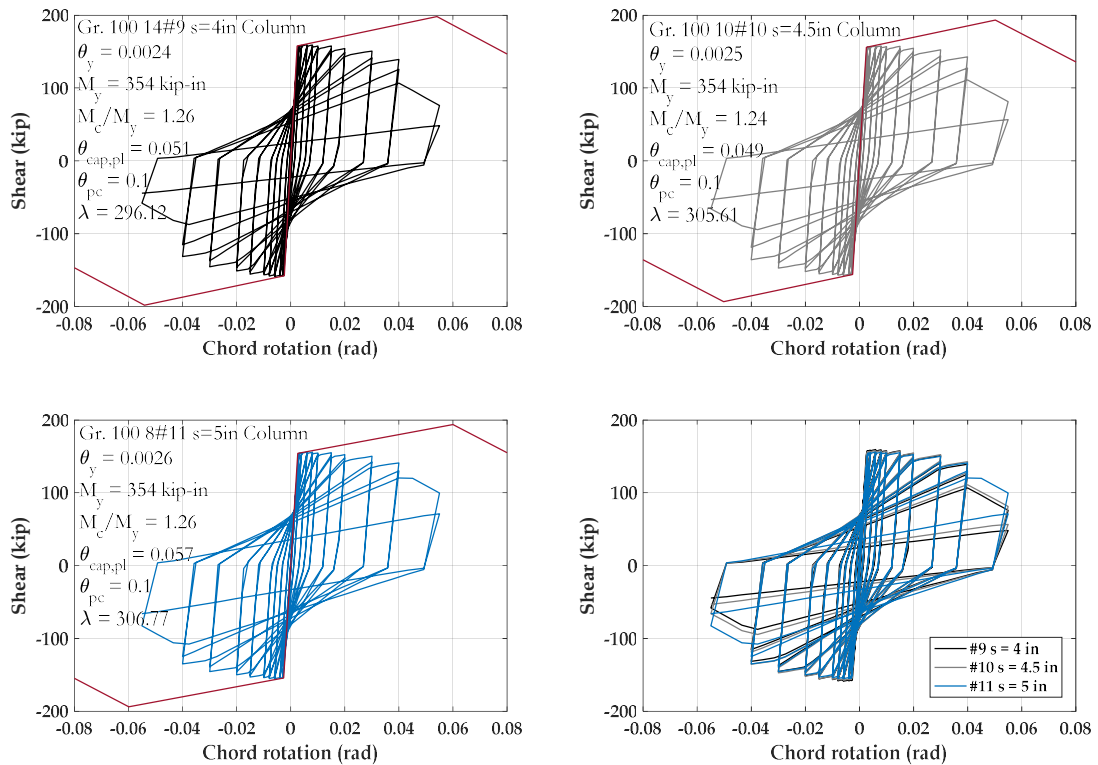 Gr. 100 14#9 s=4in Column
θy = 0.0024
My = 354 kip-in
Mc/My = 1.26
θcap,pl = 0.051
θpc = 0.1
λ = 296.12
200
100
0
-100
-200
Shear (kip)
-0.08 -0.06 -0.04 -0.02 0 0.02 0.04 0.06 0.08
Chord rotation (rad)
Gr. 100 10#10 s=4.5in Column
θy = 0.0025
My = 354 kip-in
Mc/My = 1.24
θcap,pl = 0.049
θpc = 0.1
λ = 305.61
200
100
0
-100
-200
Shear (kip)
-0.08 -0.06 -0.04 -0.02 0 0.02 0.04 0.06 0.08
Chord rotation (rad)
Gr. 100 8#11 s=5in Column
θy = 0.0026
My = 354 kip-in
Mc/My = 1.26
θcap,pl = 0.057
θpc = 0.1
λ = 306.77
200
100
0
-100
-200
Shear (kip)
-0.08 -0.06 -0.04 -0.02 0 0.02 0.04 0.06 0.08
Chord rotation (rad)
200
100
0
-100
-200
Shear (kip)
#9 s = 4 in
#10 s = 4.5 in
#11 s = 5 in
-0.08 -0.06 -0.04 -0.02 0 0.02 0.04 0.06 0.08
Chord rotation (rad)